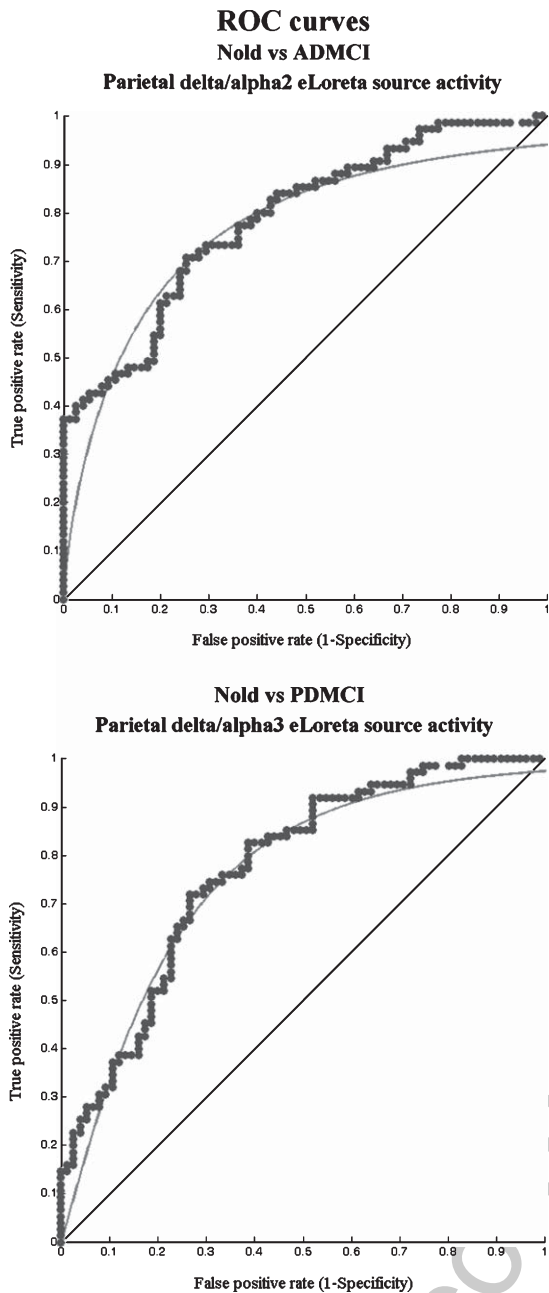 ROC curves
Nold vs ADMCI
Parietal delta/alpha2 eLoreta source activity
1
0.9
0.8
0.7
0.6
0.5
0.4
0.3
0.2
0.1
0
True positive rate (Sensitivity)
0 0.1 0.2 0.3 0.4 0.5 0.6 0.7 0.8 0.9 1
False positive rate (1-Specificity)
Nold vs PDMCI
Parietal delta/alpha3 eLoreta source activity
1
0.9
0.8
0.7
0.6
0.5
0.4
0.3
0.2
0.1
0
True positive rate (Sensitivity)
0 0.1 0.2 0.3 0.4 0.5 0.6 0.7 0.8 0.9 1
False positive rate (1-Specificity)